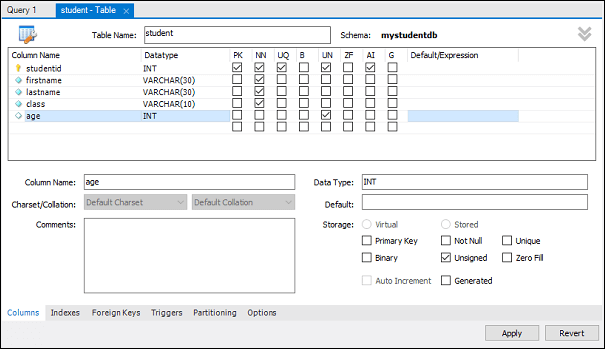 Query 1 student - Table ×
Table Name: student Schema: mystudentdb
Column Name Datatype PK NN UQ B UN ZF AI G Default/Expression
studentid INT
firstname VARCHAR(30)
lastname VARCHAR(30)
class VARCHAR(10)
age INT
Column Name: age Data Type: INT
Charset/Collation: Default Charset Default Collation Default:
Comments: Storage: Virtual Stored
Primary Key Not Null Unique
Binary Unsigned Zero Fill
Auto Increment Generated
Columns Indexes Foreign Keys Triggers Partitioning Options
Apply Revert